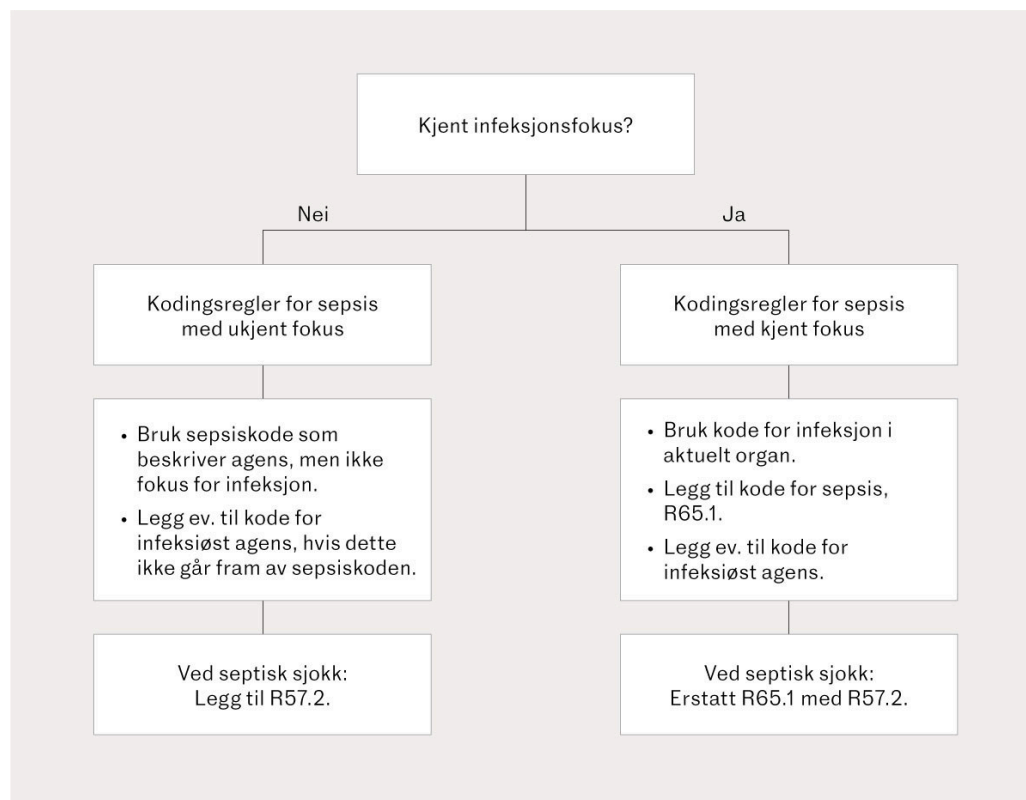 Kjent infeksjonsfokus?
Nei
Ja
Kodingsregler for sepsis
med ukjent fokus
• Bruk sepsiskode som
beskriver agens, men ikke
fokus for infeksjon.
• Legg ev. til kode for
infeksiøst agens, hvis dette
ikke går fram av sepsiskoden.
Ved septisk sjokk:
Legg til R57.2.
Kodingsregler for sepsis
med kjent fokus
• Bruk kode for infeksjon i
aktuelt organ.
• Legg til kode for sepsis,
R65.1.
• Legg ev. til kode for
infeksiøst agens.
Ved septisk sjokk:
Erstatt R65.1 med R57.2.